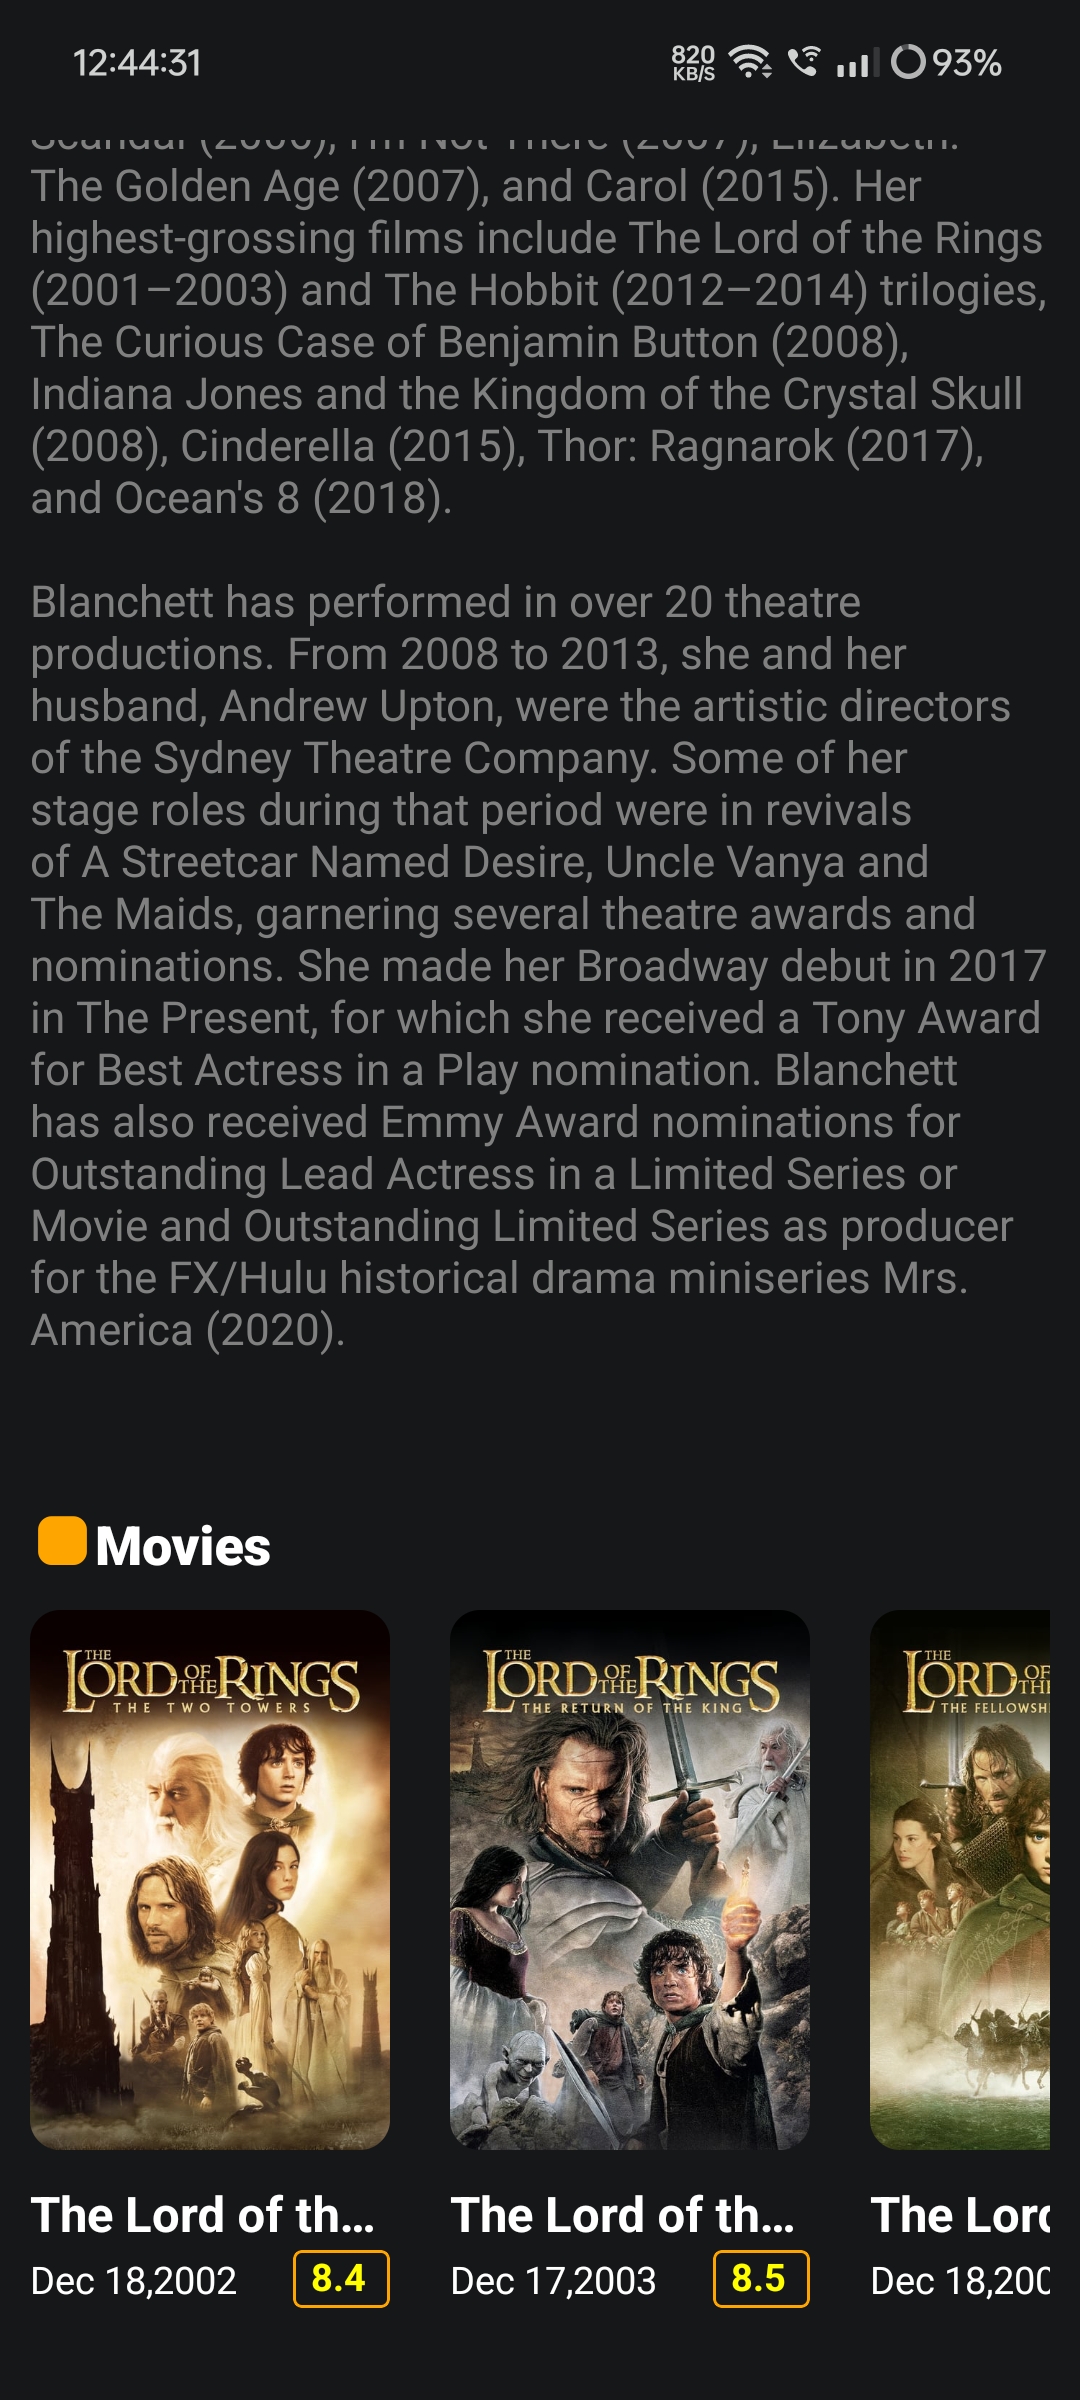 12:44:31
820
KB/S
93%
Scandal (2006), I'm Not There (2007), Elizabeth:
The Golden Age (2007), and Carol (2015). Her
highest-grossing films include The Lord of the Rings
(2001–2003) and The Hobbit (2012–2014) trilogies,
The Curious Case of Benjamin Button (2008),
Indiana Jones and the Kingdom of the Crystal Skull
(2008), Cinderella (2015), Thor: Ragnarok (2017),
and Ocean's 8 (2018).
Blanchett has performed in over 20 theatre
productions. From 2008 to 2013, she and her
husband, Andrew Upton, were the artistic directors
of the Sydney Theatre Company. Some of her
stage roles during that period were in revivals
of A Streetcar Named Desire, Uncle Vanya and
The Maids, garnering several theatre awards and
nominations. She made her Broadway debut in 2017
in The Present, for which she received a Tony Award
for Best Actress in a Play nomination. Blanchett
has also received Emmy Award nominations for
Outstanding Lead Actress in a Limited Series or
Movie and Outstanding Limited Series as producer
for the FX/Hulu historical drama miniseries Mrs.
America (2020).
Movies
THE LORD OF THE RINGS
THE TWO TOWERS
THE LORD OF THE RINGS
THE RETURN OF THE KING
THE LORD OF TH
THE FELLOWSH
The Lord of th...
The Lord of th...
The Lord
Dec 18,2002
8.4
Dec 17,2003
8.5
Dec 18,200